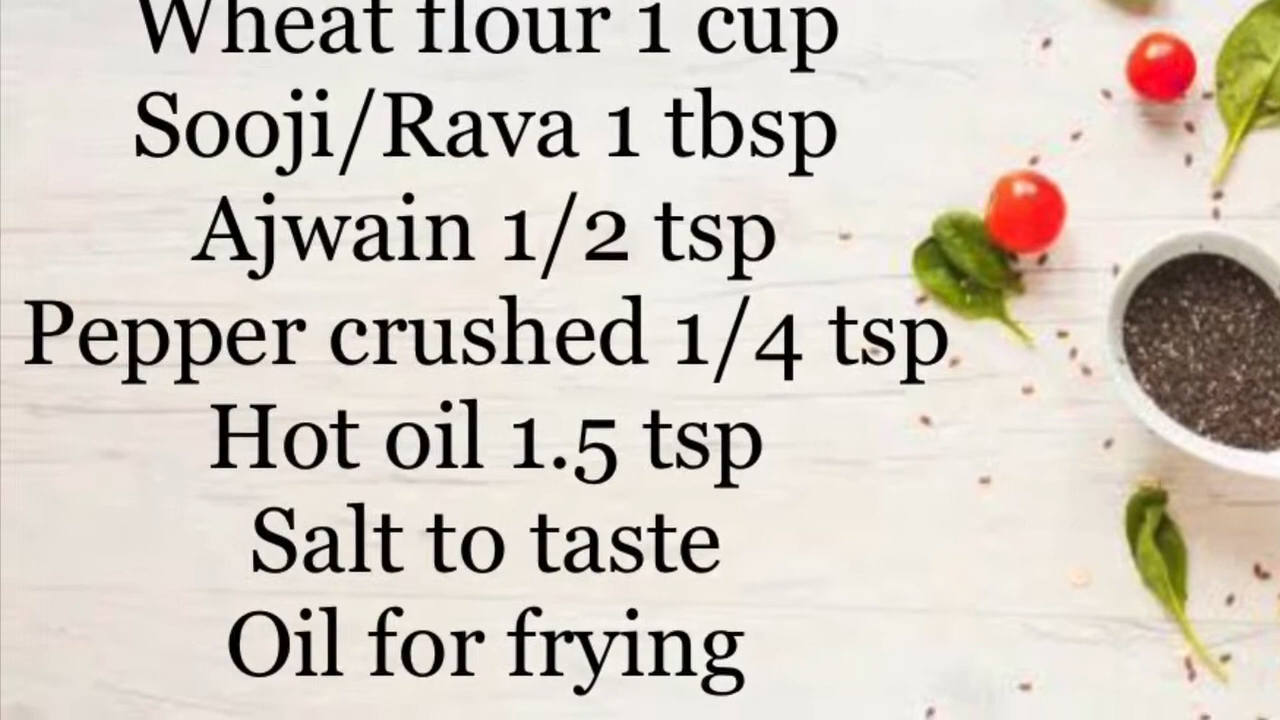 Wheat flour 1 cup
Sooji/Rava 1 tbsp
Ajwain 1/2 tsp
Pepper crushed 1/4 tsp
Hot oil 1.5 tsp
Salt to taste
Oil for frying